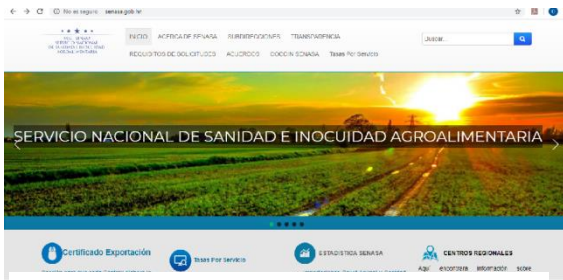 No es seguro senasa.gob.hn
INICIO ACERCA DE SENASA SUBDIRECCIONES TRANSPARENCIA
Buscar...
REQUISITOS DE SOLICITUDES ACUERDOS COCCIN SENASA Tasas Por Servicio
SERVICIO NACIONAL DE SANIDAD E INOCUIDAD AGROALIMENTARIA
Certificado Exportación
Tasas Por Servicio
ESTADISTICA SENASA
CENTROS REGIONALES
Aquí encontrara información sobre